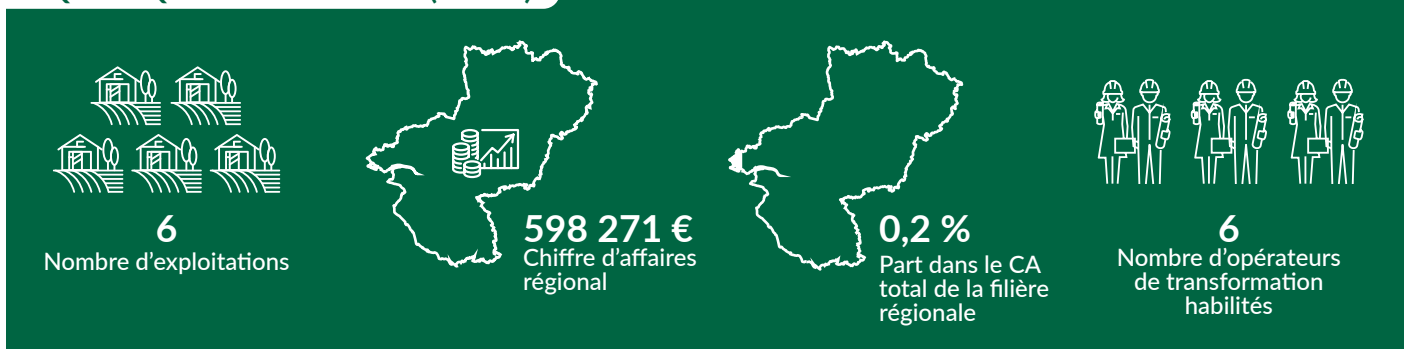 6
Nombre d'exploitations
598 271 €
Chiffre d'affaires
régional
0,2 %
Part dans le CA
total de la filière
régionale
6
Nombre d'opérateurs
de transformation
habilités